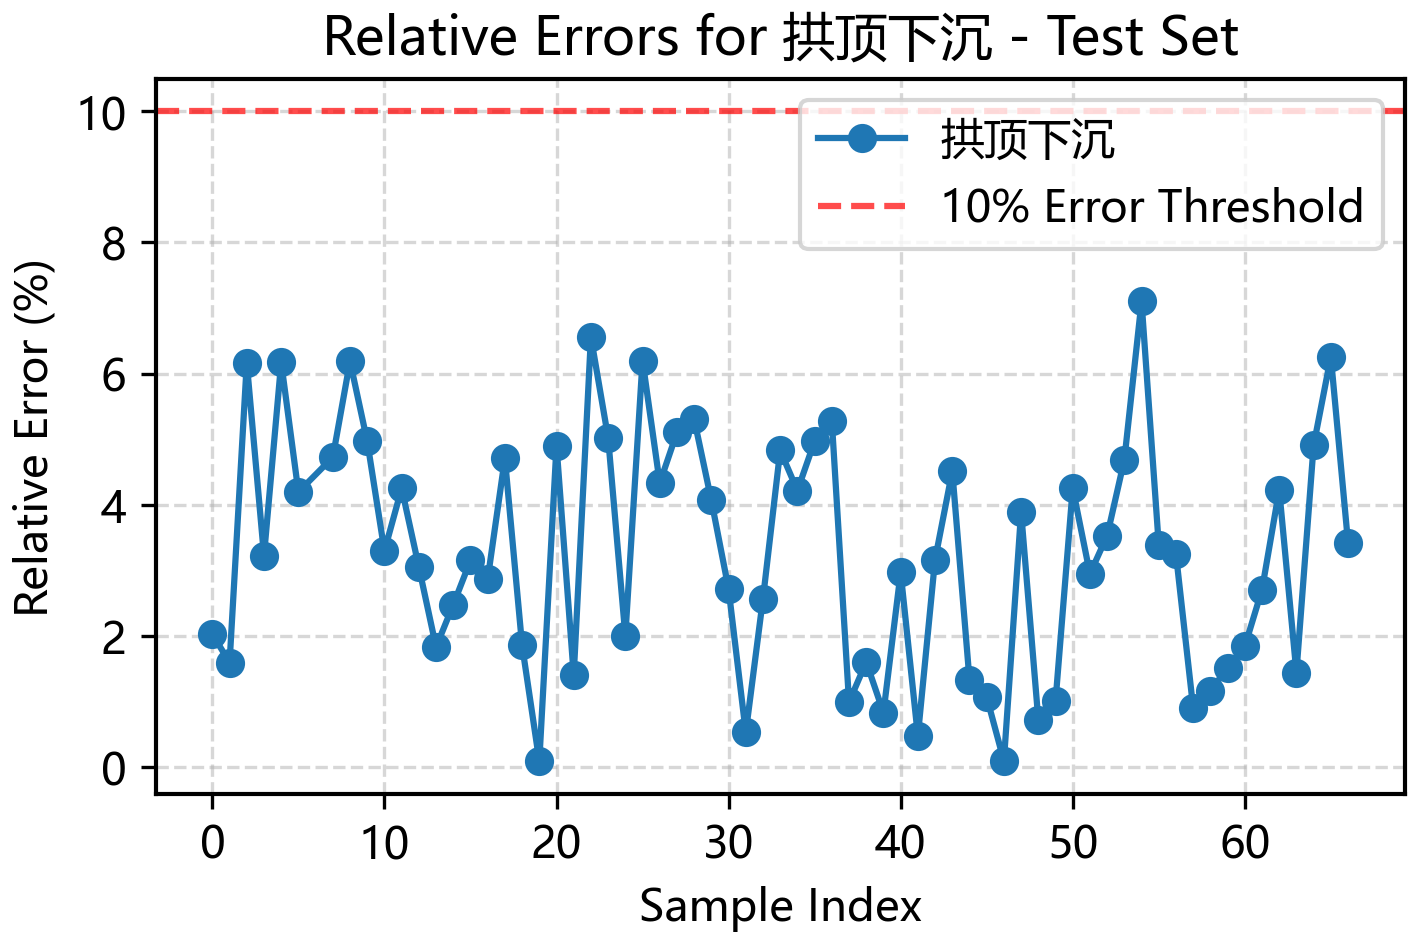 Relative Errors for 拱顶下沉 - Test Set
10
8
6
4
2
0
Relative Error (%)
拱顶下沉
10% Error Threshold
0 10 20 30 40 50 60
Sample Index